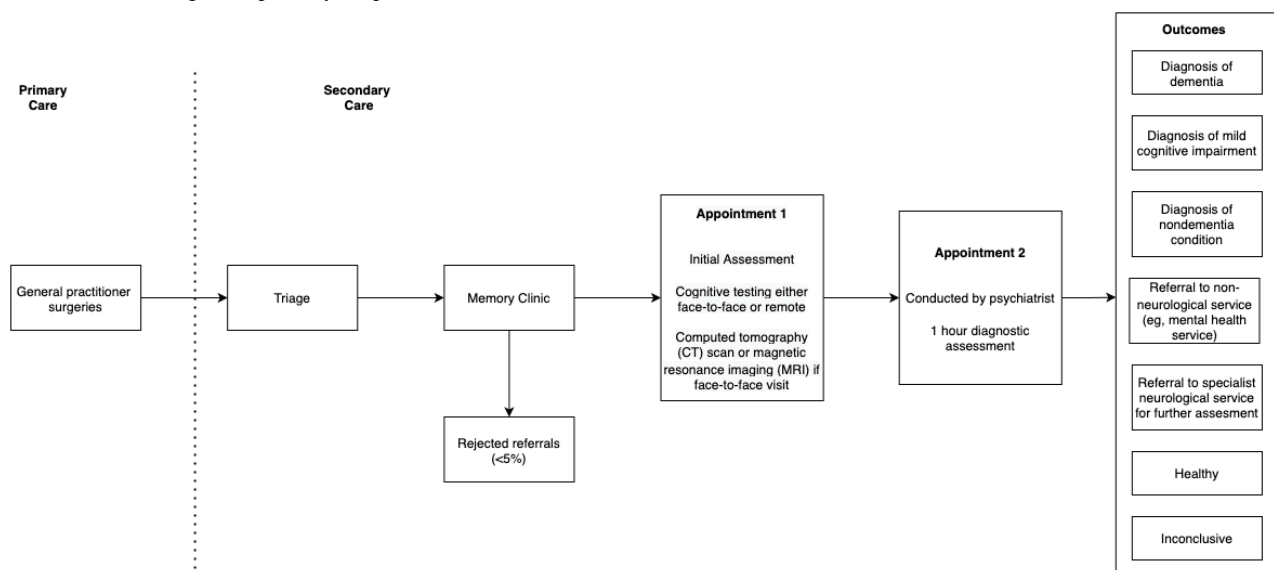 Primary
Care
Secondary
Care
General practitioner
surgeries
Triage
Memory Clinic
Rejected referrals
(<5%)
Appointment 1
Initial Assessment
Cognitive testing either
face-to-face or remote
Computed tomography
(CT) scan or magnetic
resonance imaging (MRI) if
face-to-face visit
Appointment 2
Conducted by psychiatrist
1 hour diagnostic
assessment
Outcomes
Diagnosis of
dementia
Diagnosis of mild
cognitive impairment
Diagnosis of
nondementia
condition
Referral to non-
neurological service
(eg, mental health
service)
Referral to specialist
neurological service
for further assesment
Healthy
Inconclusive